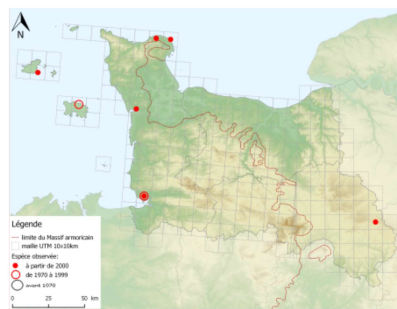 N
Légende
limite du Massif armoricain
maille UTM 10x10km
Espèce observée:
à partir de 2000
de 1970 à 1999
avant 1970
0 25 50 km